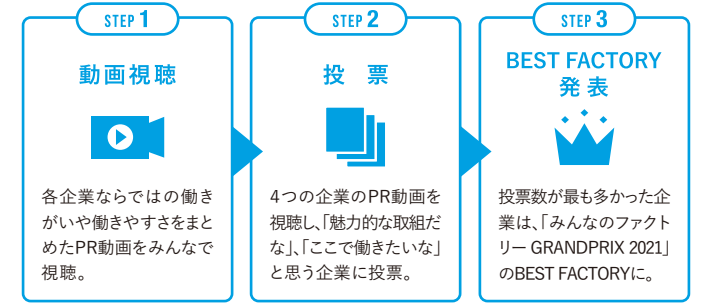 STEP 1
動画視聴
各企業ならではの働き
がいや働きやすさをまと
めたPR動画をみんなで
視聴。
STEP 2
投 票
4つの企業のPR動画を
視聴し、「魅力的な取組だ
な」、「ここで働きたいな」
と思う企業に投票。
STEP 3
BEST FACTORY
発表
投票数が最も多かった企
業は、「みんなのファクト
リー GRANDPRIX 2021」
のBEST FACTORYに。